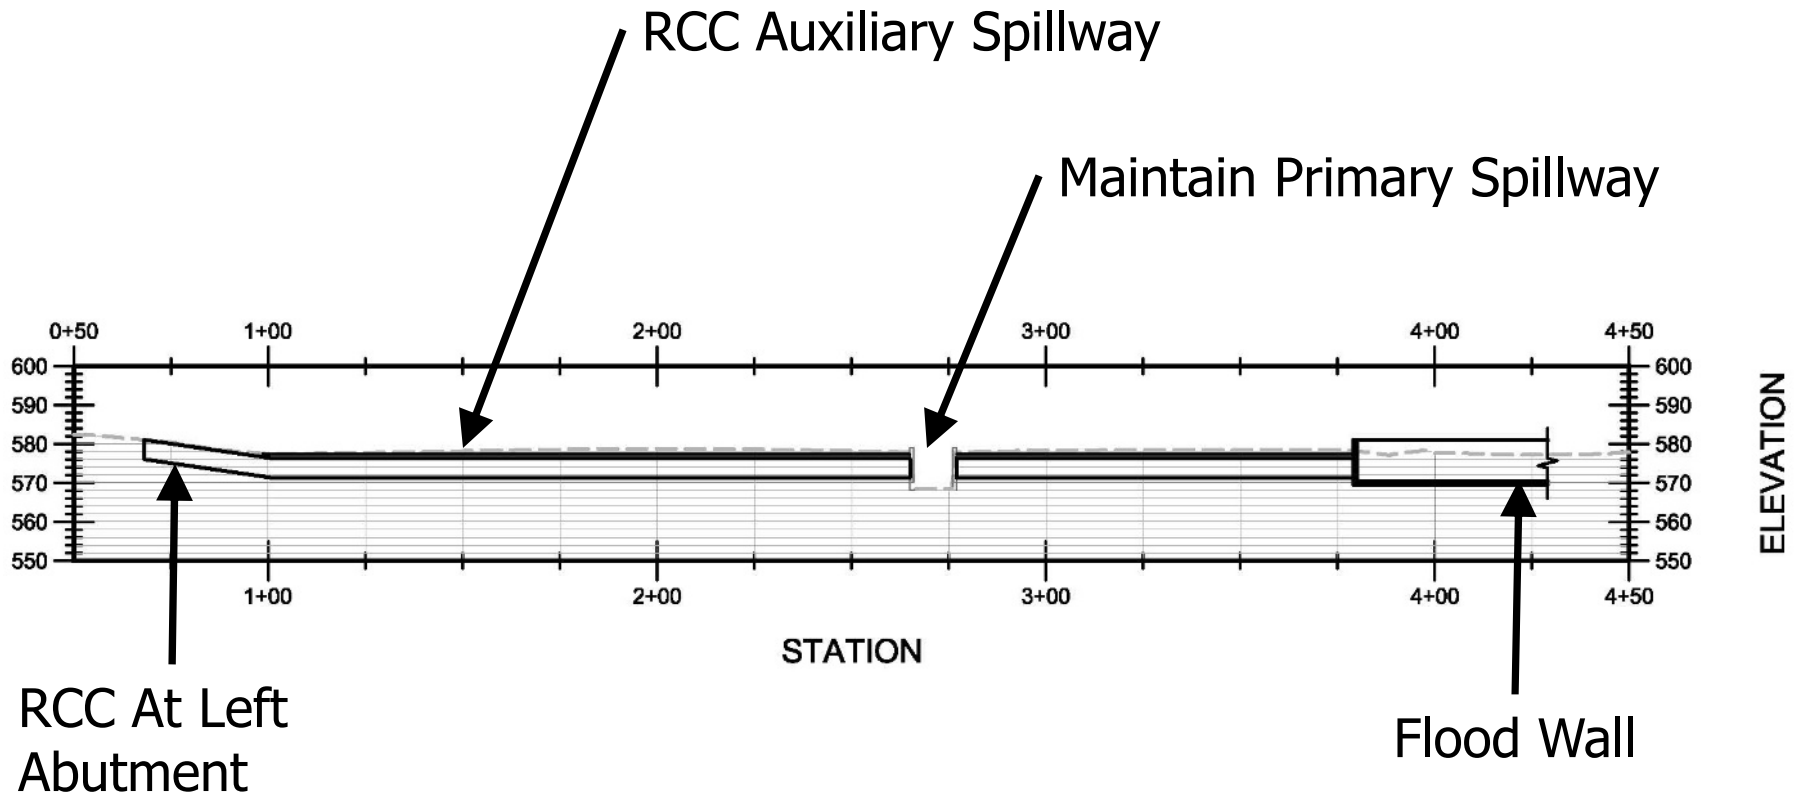 RCC Auxiliary Spillway
Maintain Primary Spillway
0+50 1+00 2+00 3+00 4+00 4+50
600 600
590 590
580 580
570 570
560 560
550 550
ELEVATION
1+00 2+00 3+00 4+00 4+50
STATION
RCC At Left
Abutment
Flood Wall